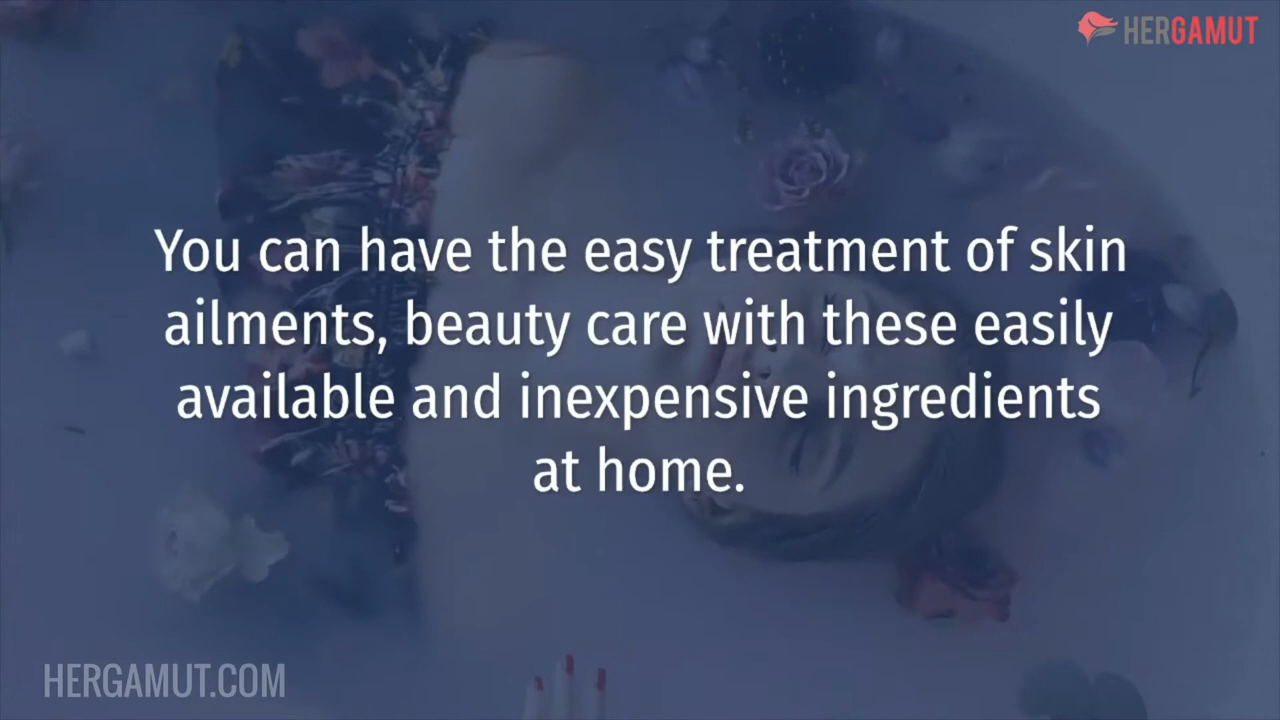 HERGAMUT
You can have the easy treatment of skin
ailments, beauty care with these easily
available and inexpensive ingredients
at home.
HERGAMUT.COM